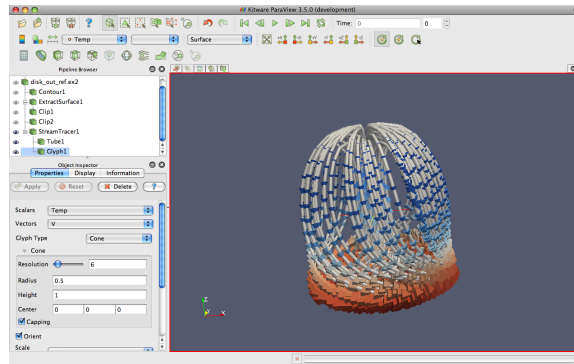 Kitware ParaView 3.5.0 (development)
Time: 0 0
Temp Surface
Pipeline Browser
disk_out_ref.ex2
Contour1
ExtractSurface1
Clip1
Clip2
StreamTracer1
Tube1
Glyph1
Object Inspector
Properties Display Information
Apply Reset Delete ?
Scalars Temp
Vectors V
Glyph Type Cone
Cone
Resolution 6
Radius 0.5
Height 1
Center 0 0 0
Capping
Orient
Scale
Z
Y X